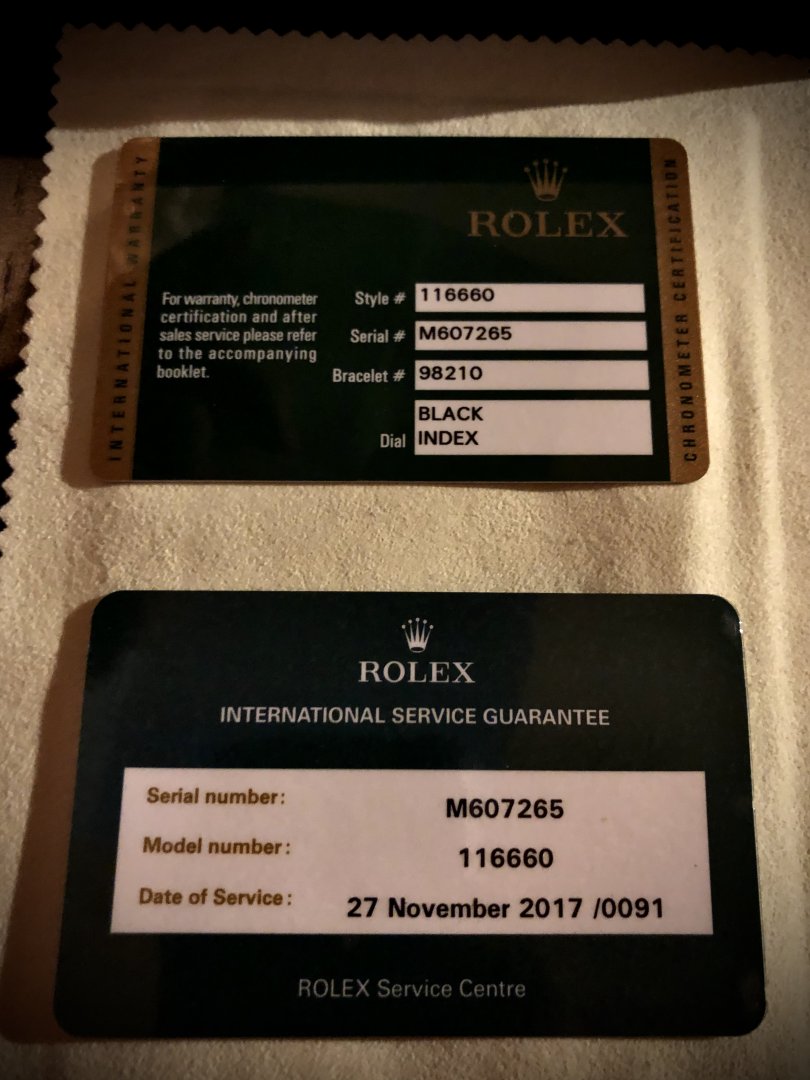 INTERNATIONAL WARRANTY
ROLEX
For warranty, chronometer
certification and after
sales service please refer
to the accompanying
booklet.
Style # 116660
Serial # M607265
Bracelet # 98210
BLACK
Dial INDEX
CHRONOMETER CERTIFICATION
ROLEX
INTERNATIONAL SERVICE GUARANTEE
Serial number: M607265
Model number: 116660
Date of Service: 27 November 2017 /0091
ROLEX Service Centre